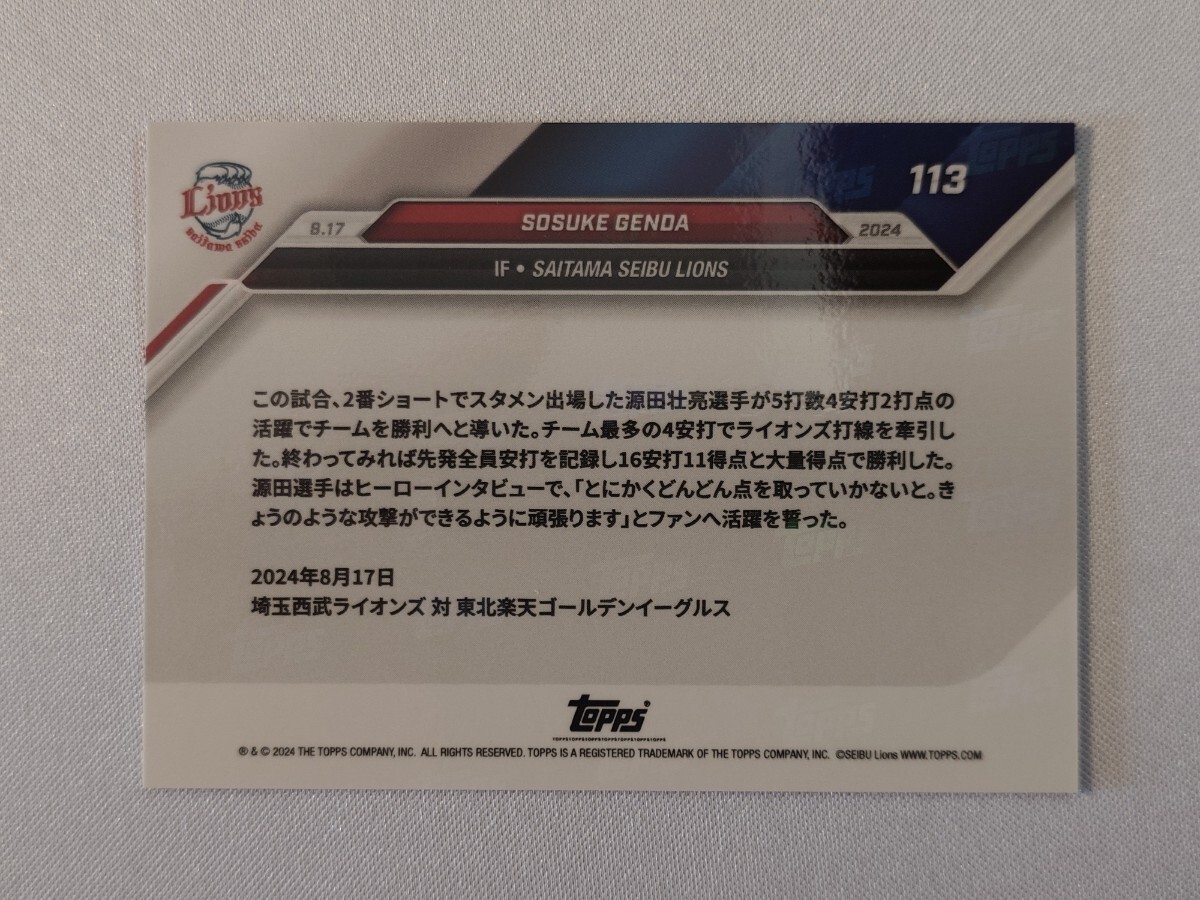 Lions
Saitama Seibu
113
8.17
SOSUKE GENDA
2024
IF • SAITAMA SEIBU LIONS
この試合、2番ショートでスタメン出場した源田壮亮選手が5打数4安打2打点の
活躍でチームを勝利へと導いた。チーム最多の4安打でライオンズ打線を牽引し
た。終わってみれば先発全員安打を記録し16安打11得点と大量得点で勝利した。
源田選手はヒーローインタビューで、「とにかくどんどん点を取っていかないと。き
ょうのような攻撃ができるように頑張ります」とファンへ活躍を誓った。
2024年8月17日
埼玉西武ライオンズ 対 東北楽天ゴールデンイーグルス
topps
® & © 2024 THE TOPPS COMPANY, INC. ALL RIGHTS RESERVED. TOPPS IS A REGISTERED TRADEMARK OF THE TOPPS COMPANY, INC. ©SEIBU Lions WWW.TOPPS.COM